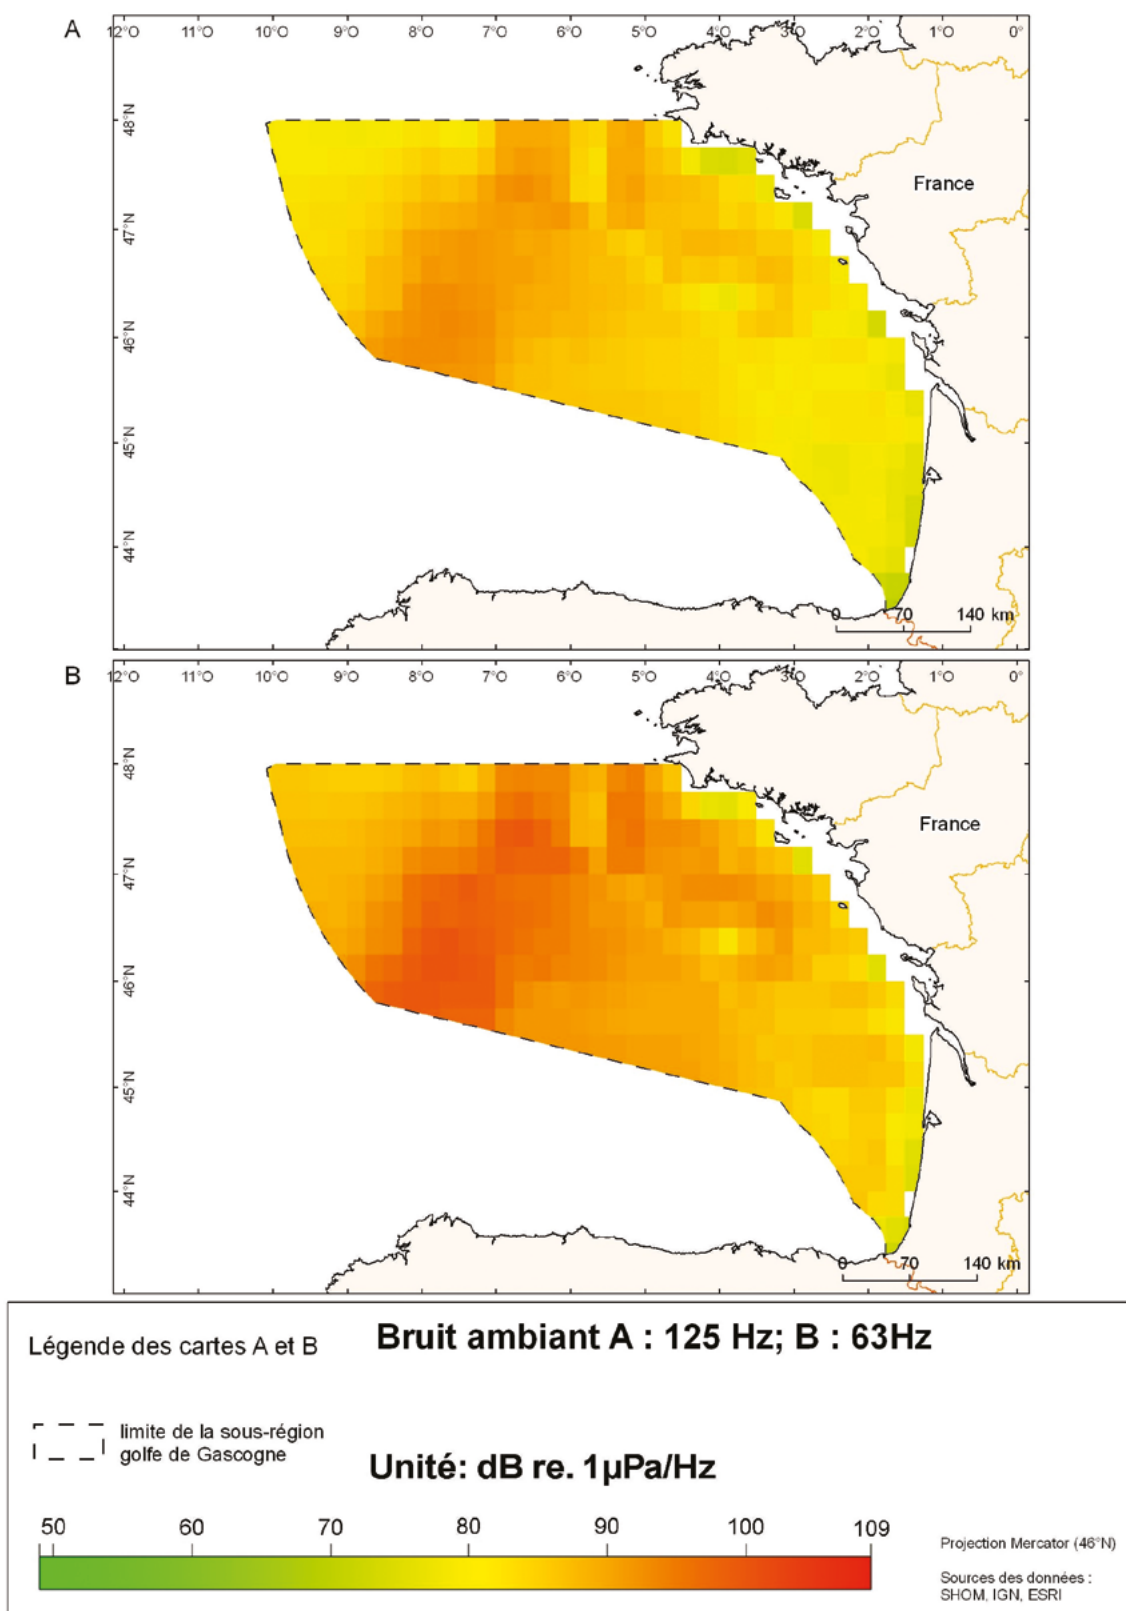 A
12°O 11°O 10°O 9°O 8°O 7°O 6°O 5°O 4°O 3°O 2°O 1°O 0°
48°N
47°N
46°N
45°N
44°N
France
0 70 140 km
B
12°O 11°O 10°O 9°O 8°O 7°O 6°O 5°O 4°O 3°O 2°O 1°O 0°
48°N
47°N
46°N
45°N
44°N
France
0 70 140 km
Légende des cartes A et B
Bruit ambiant A : 125 Hz; B : 63Hz
limite de la sous-région
golfe de Gascogne
Unité: dB re. 1µPa/Hz
50 60 70 80 90 100 109
Projection Mercator (46°N)
Sources des données :
SHOM, IGN, ESRI